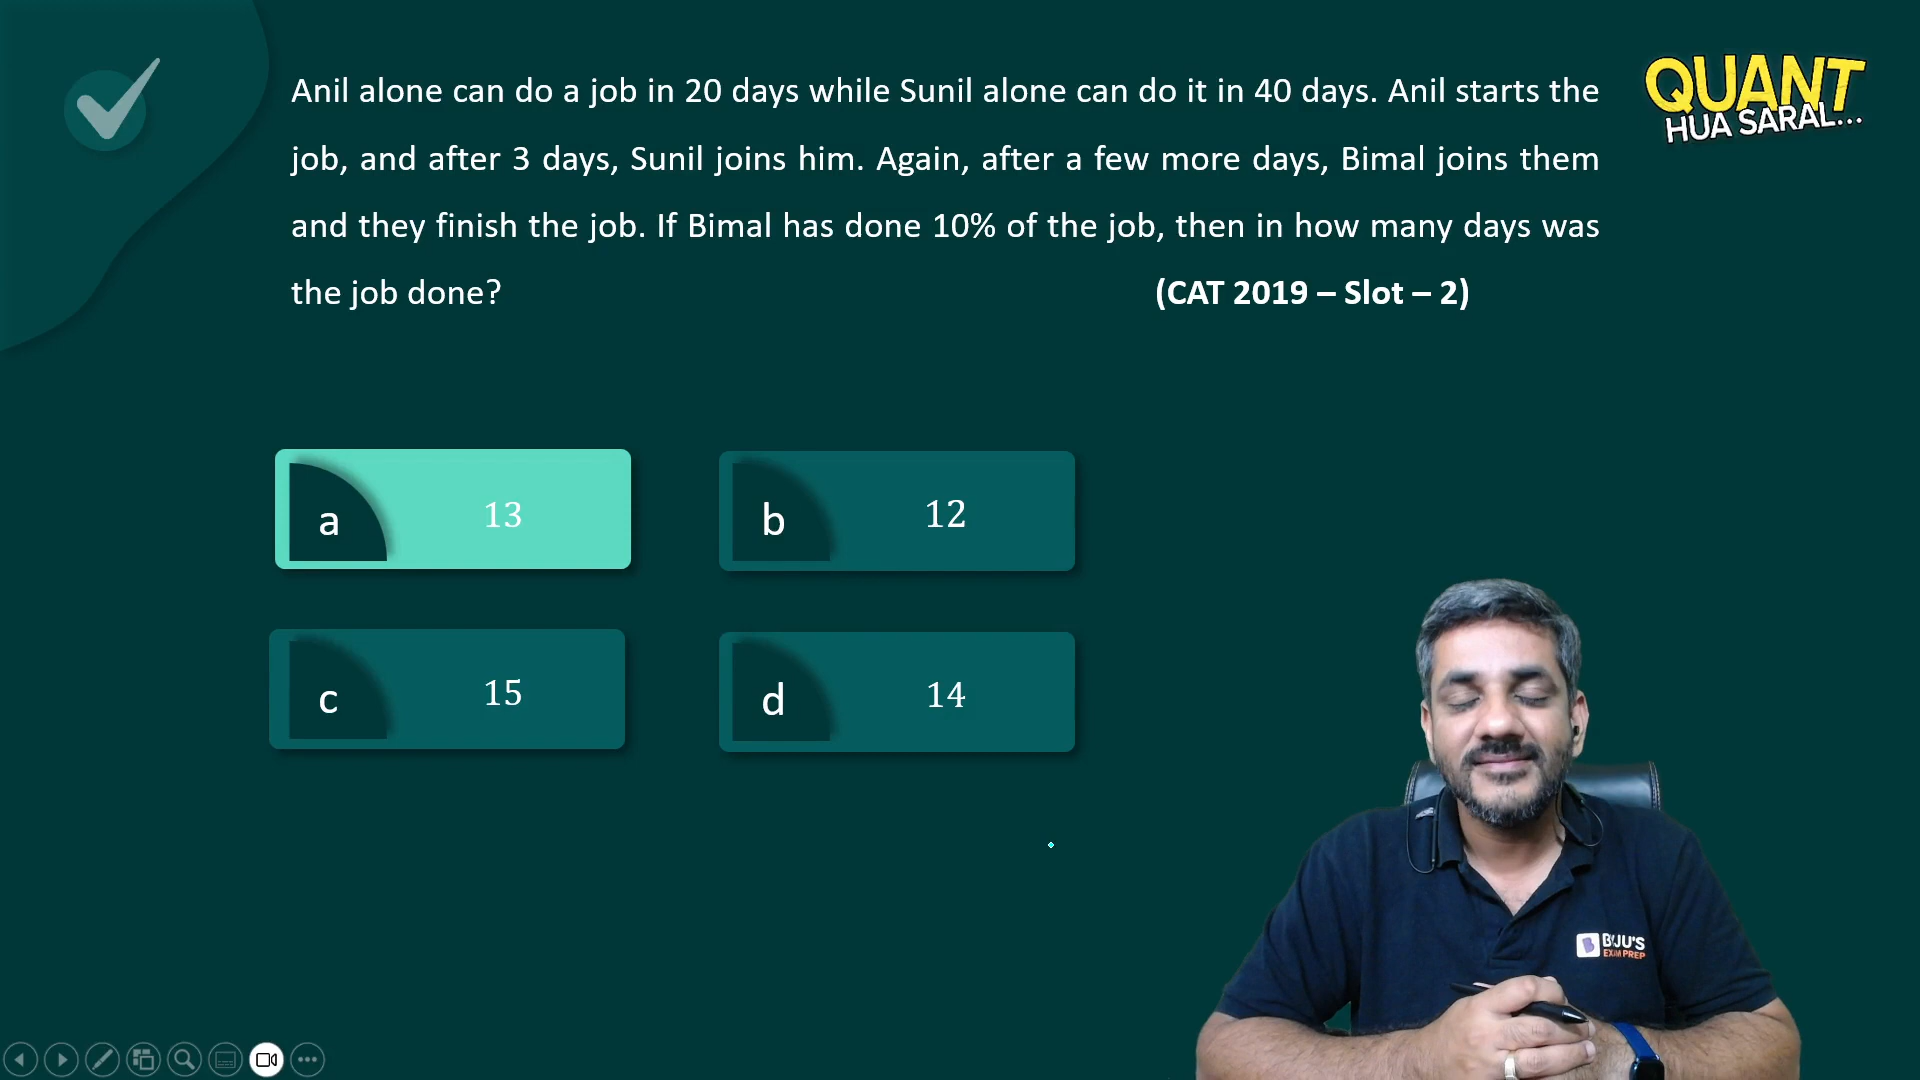 Anil alone can do a job in 20 days while Sunil alone can do it in 40 days. Anil starts the
job, and after 3 days, Sunil joins him. Again, after a few more days, Bimal joins them
and they finish the job. If Bimal has done 10% of the job, then in how many days was
the job done? (CAT 2019 – Slot – 2)
QUANT
HUA SARAL...
a 13
b 12
c 15
d 14
B BYJU'S
EXAM PREP